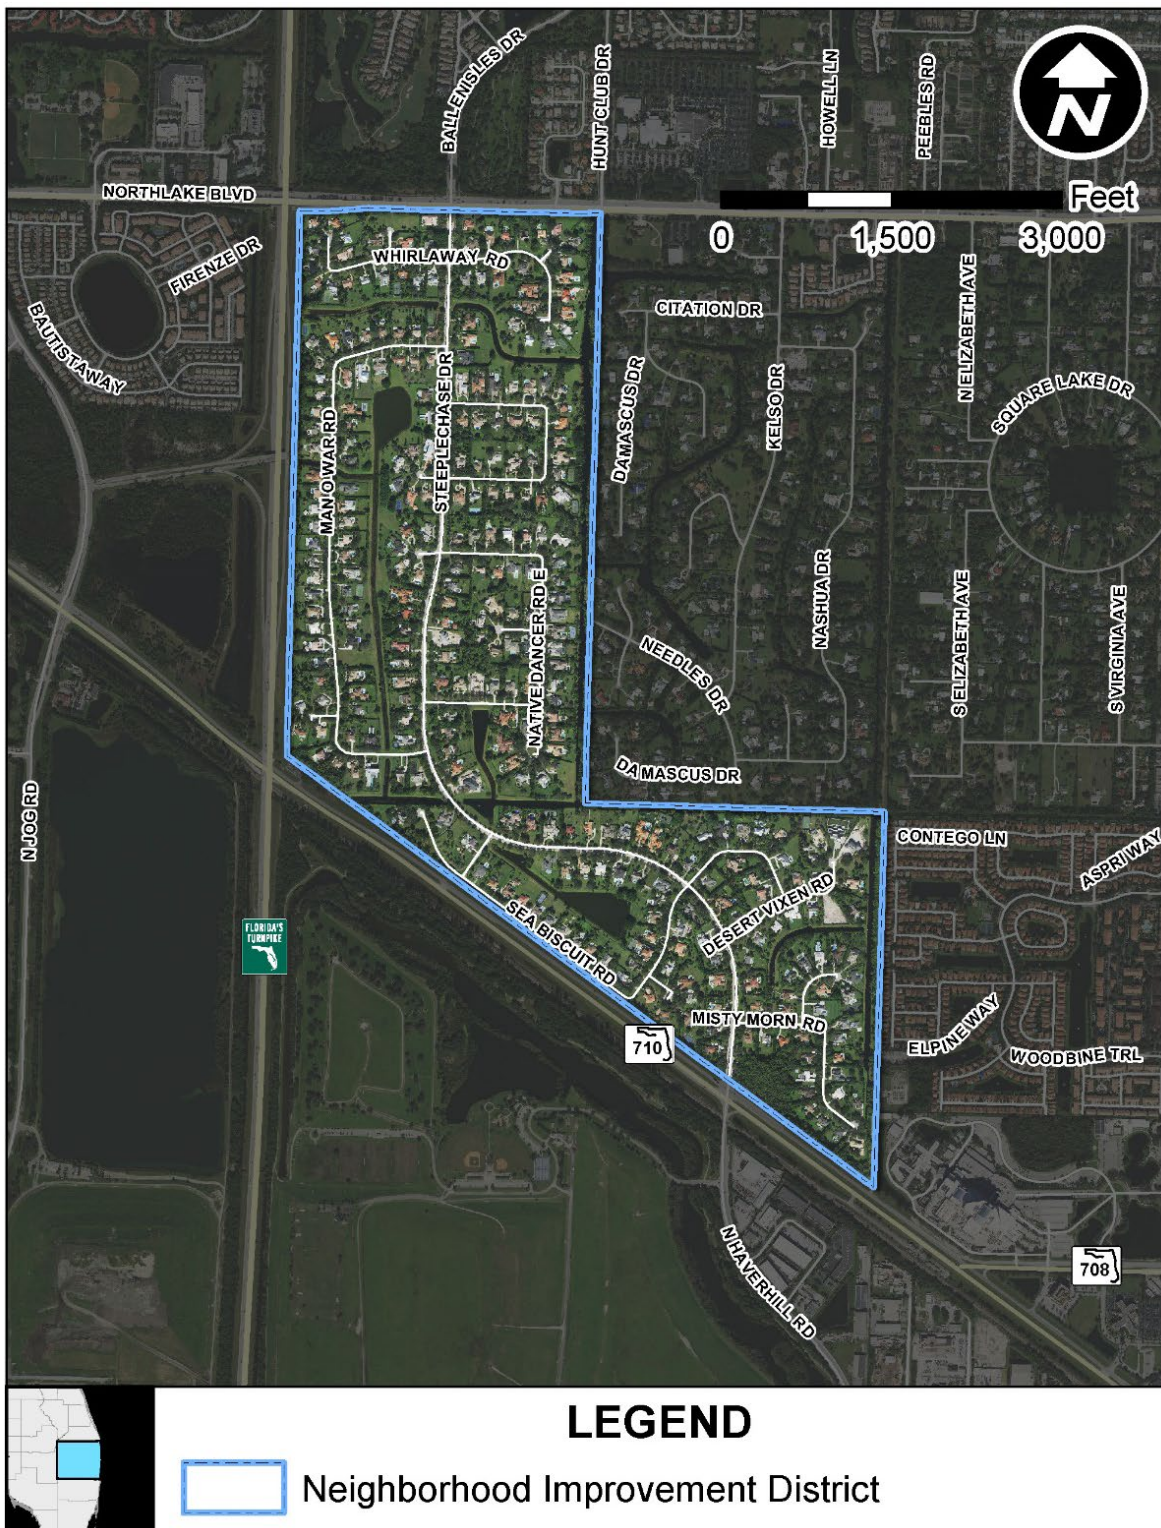 BALLENISLES DR
HUNT CLUB DR
HOWELL LN
PEEBLES RD
N
NORTHLAKE BLVD
Feet
0 1,500 3,000
FIRENZE DR
WHIRLAWAY RD
BAUTISTA WAY
CITATION DR
N ELIZABETH AVE
SQUARE LAKE DR
DAMASCUS DR
KELSO DR
STEEPLECHASE DR
MAN O WAR RD
NATIVE DANCER RD E
NASHUA DR
NEEDLES DR
S ELIZABETH AVE
S VIRGINIA AVE
DAMASCUS DR
N JOG RD
CONTEGO LN
ASPRI WAY
DESERT VIXEN RD
SEA BISCUIT RD
FLORIDA'S
TURNPIKE
MISTY MORN RD
710
ELPINE WAY
WOODBINE TRL
N HAVERHILL RD
708
LEGEND
Neighborhood Improvement District